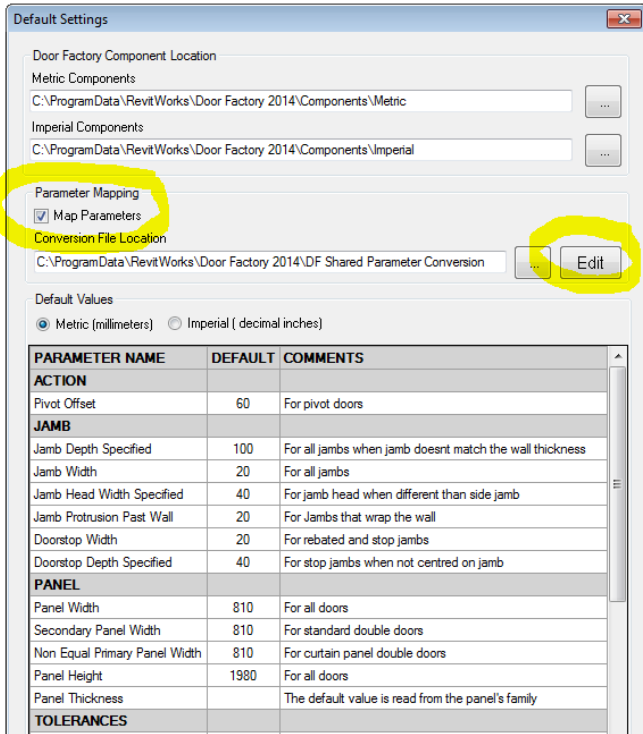 Default Settings
Door Factory Component Location
Metric Components
C:\ProgramData\RevitWorks\Door Factory 2014\Components\Metric
...
Imperial Components
C:\ProgramData\RevitWorks\Door Factory 2014\Components\Imperial
...
Parameter Mapping
Map Parameters
Conversion File Location
C:\ProgramData\RevitWorks\Door Factory 2014\DF Shared Parameter Conversion
... Edit
Default Values
Metric (millimeters) Imperial ( decimal inches)
PARAMETER NAME DEFAULT COMMENTS
ACTION
Pivot Offset 60 For pivot doors
JAMB
Jamb Depth Specified 100 For all jambs when jamb doesnt match the wall thickness
Jamb Width 20 For all jambs
Jamb Head Width Specified 40 For jamb head when different than side jamb
Jamb Protrusion Past Wall 20 For Jambs that wrap the wall
Doorstop Width 20 For rebated and stop jambs
Doorstop Depth Specified 40 For stop jambs when not centred on jamb
PANEL
Panel Width 810 For all doors
Secondary Panel Width 810 For standard double doors
Non Equal Primary Panel Width 810 For curtain panel double doors
Panel Height 1980 For all doors
Panel Thickness The default value is read from the panel's family
TOLERANCES